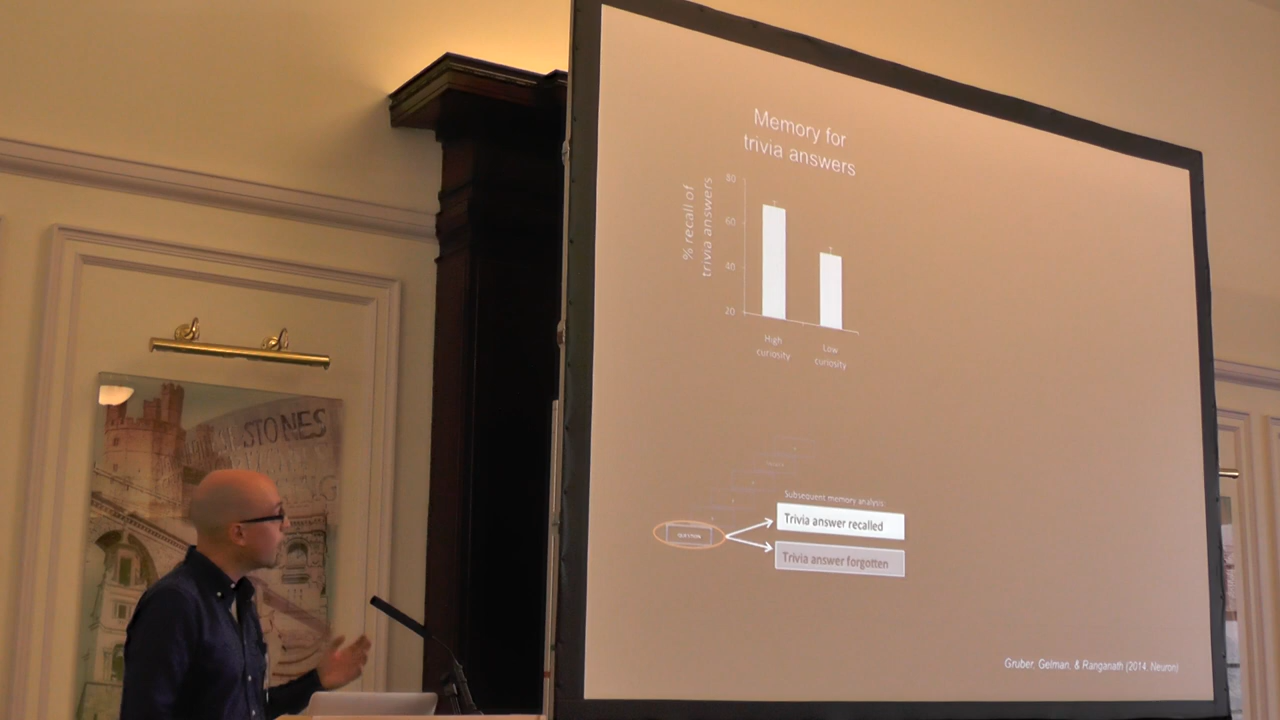 Memory for
trivia answers
% recall of
trivia answers
80
60
40
20
High
curiosity
Low
curiosity
Subsequent memory analysis:
QUESTION
Trivia answer recalled
Trivia answer forgotten
Gruber, Gelman, & Ranganath (2014, Neuron)
STONES